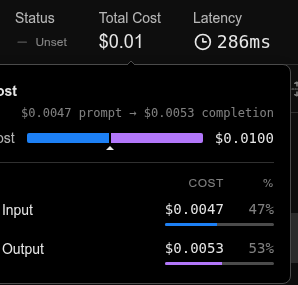 Status Total Cost Latency
— Unset $0.01 286ms
ost
$0.0047 prompt → $0.0053 completion
ost $0.0100
COST %
Input $0.0047 47%
Output $0.0053 53%